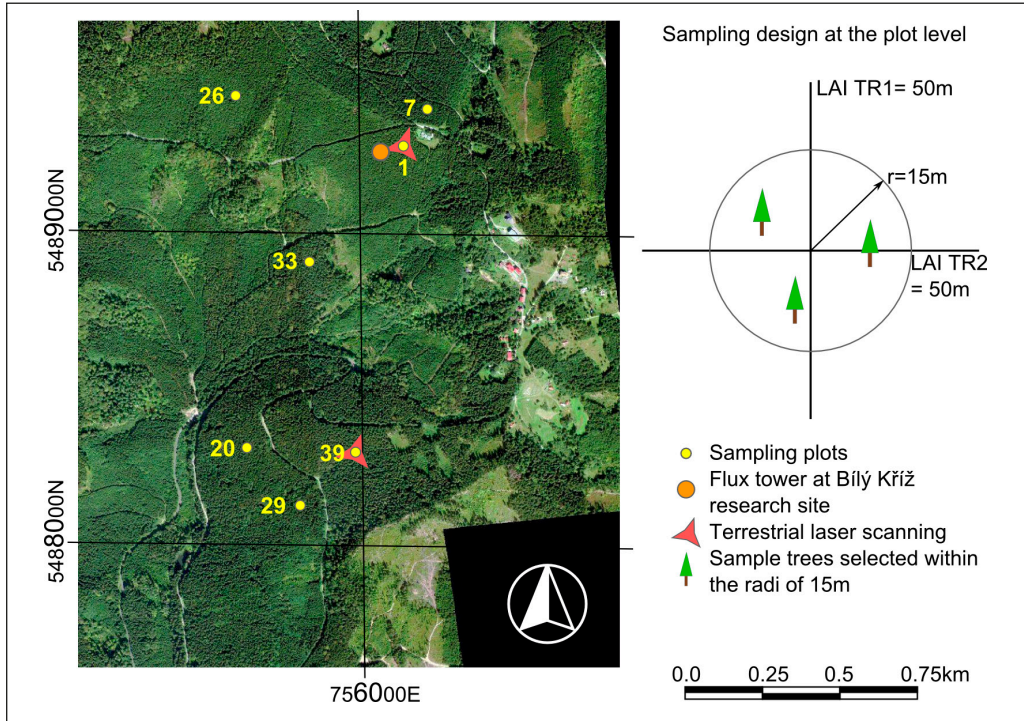 26
7
1
5489000N
33
20
39
29
5488000N
756000E
Sampling design at the plot level
LAI TR1= 50m
r=15m
LAI TR2
= 50m
Sampling plots
Flux tower at Bílý Kříž
research site
Terrestrial laser scanning
Sample trees selected within
the radi of 15m
0.0 0.25 0.50 0.75km